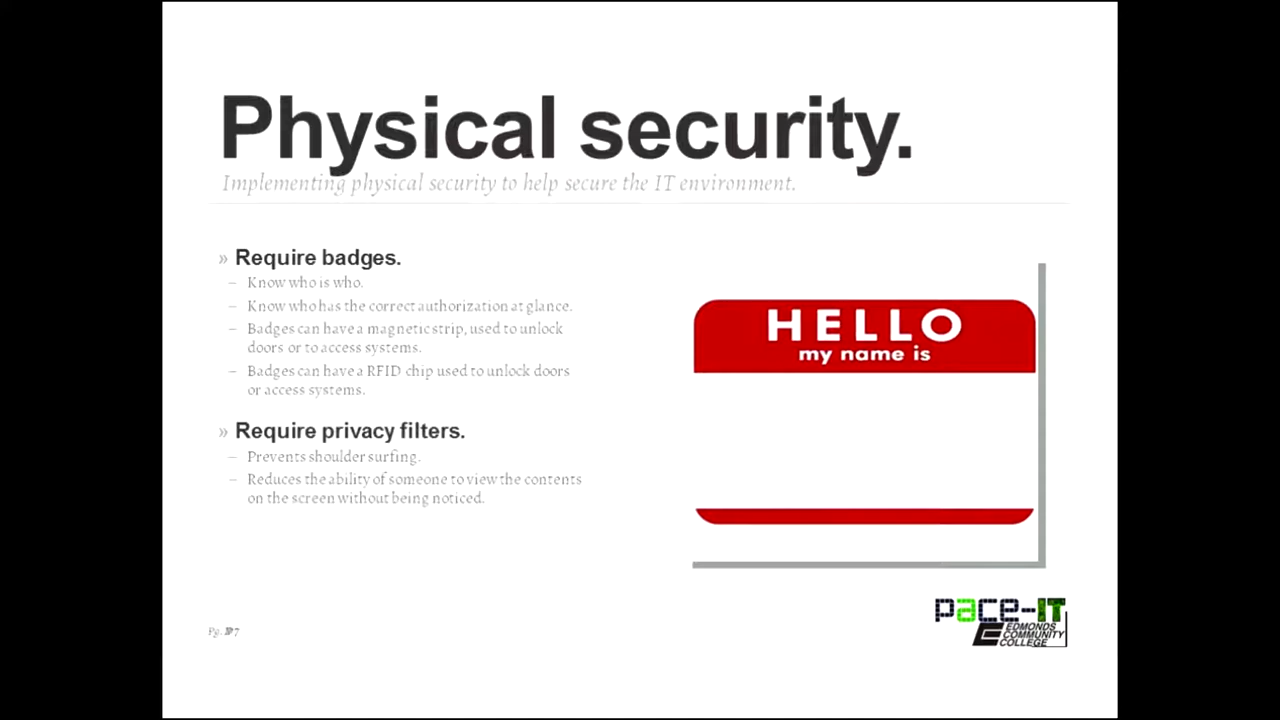 Physical security.
Implementing physical security to help secure the IT environment.
» Require badges.
– Know who is who.
– Know who has the correct authorization at glance.
– Badges can have a magnetic strip, used to unlock
doors or to access systems.
– Badges can have a RFID chip used to unlock doors
or access systems.
» Require privacy filters.
– Prevents shoulder surfing.
– Reduces the ability of someone to view the contents
on the screen without being noticed.
HELLO
my name is
pace-IT
EDMONDS
COMMUNITY
COLLEGE
Pg.